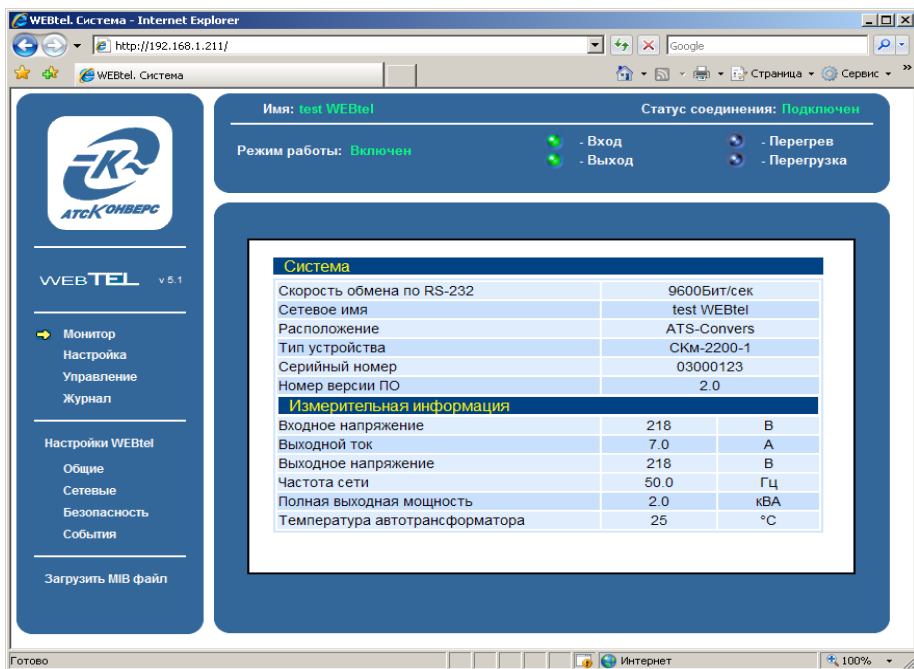 WEBtel. Система - Internet Explorer
http://192.168.1.211/
Google
WEBtel. Система
Страница
Сервис
»
Имя: test WEBtel
Статус соединения: Подключен
Режим работы: Включен
- Вход
- Перегрев
- Выход
- Перегрузка
К
АТСКОНВЕРС
WEBTEL v 5.1
Монитор
Настройка
Управление
Журнал
Настройки WEBtel
Общие
Сетевые
Безопасность
События
Загрузить MIB файл
Система
Скорость обмена по RS-232 9600Бит/сек
Сетевое имя test WEBtel
Расположение ATS-Convers
Тип устройства СКм-2200-1
Серийный номер 03000123
Номер версии ПО 2.0
Измерительная информация
Входное напряжение 218 В
Выходной ток 7.0 А
Выходное напряжение 218 В
Частота сети 50.0 Гц
Полная выходная мощность 2.0 кВА
Температура автотрансформатора 25 °C
Готово
Интернет
100%